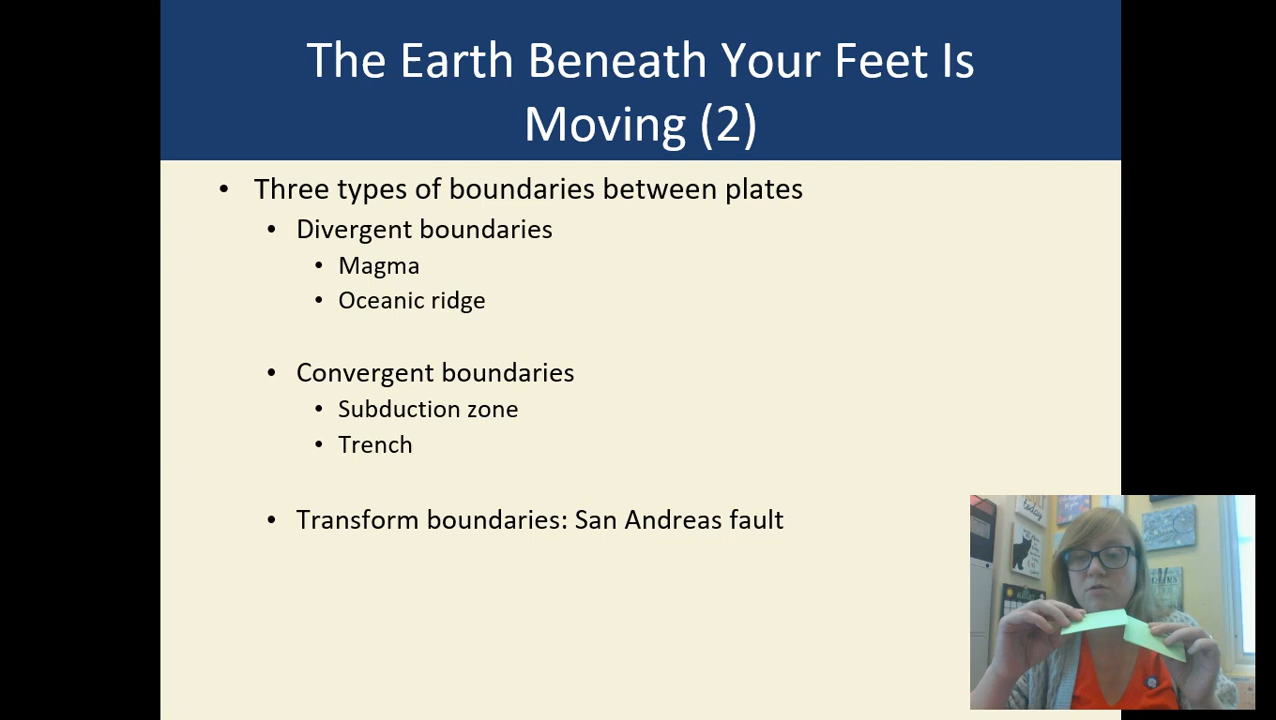 The Earth Beneath Your Feet Is
Moving (2)
• Three types of boundaries between plates
• Divergent boundaries
• Magma
• Oceanic ridge
• Convergent boundaries
• Subduction zone
• Trench
• Transform boundaries: San Andreas fault
today